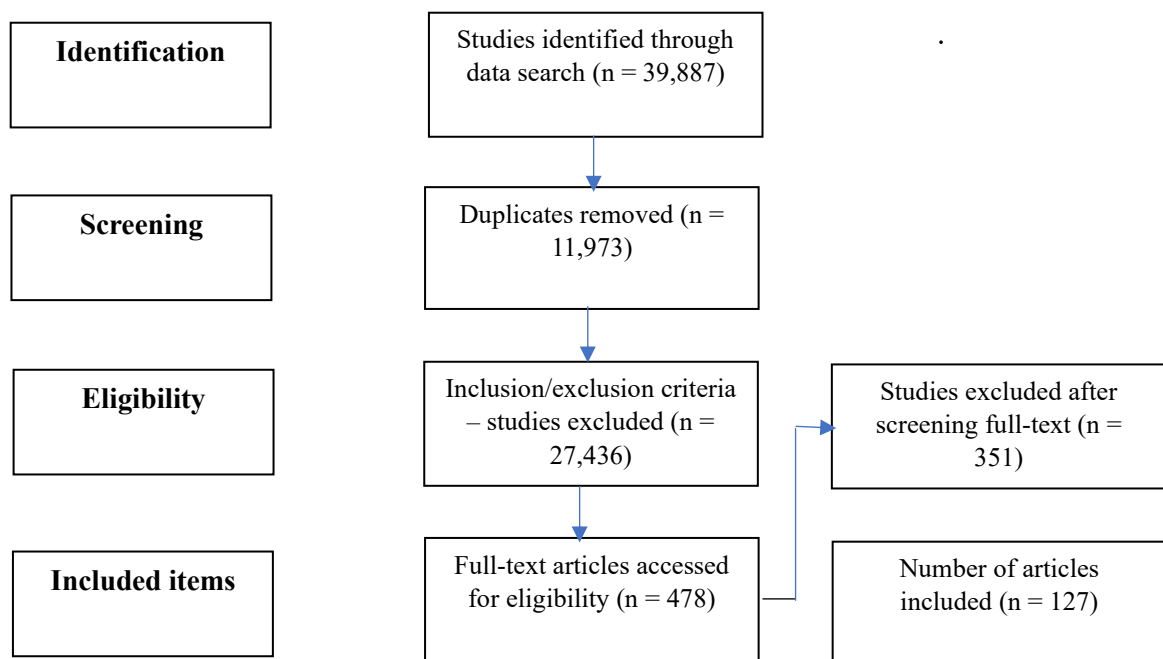 Identification
Studies identified through
data search (n = 39,887)
.
Screening
Duplicates removed (n =
11,973)
Eligibility
Inclusion/exclusion criteria
– studies excluded (n =
27,436)
Studies excluded after
screening full-text (n =
351)
Included items
Full-text articles accessed
for eligibility (n = 478)
Number of articles
included (n = 127)